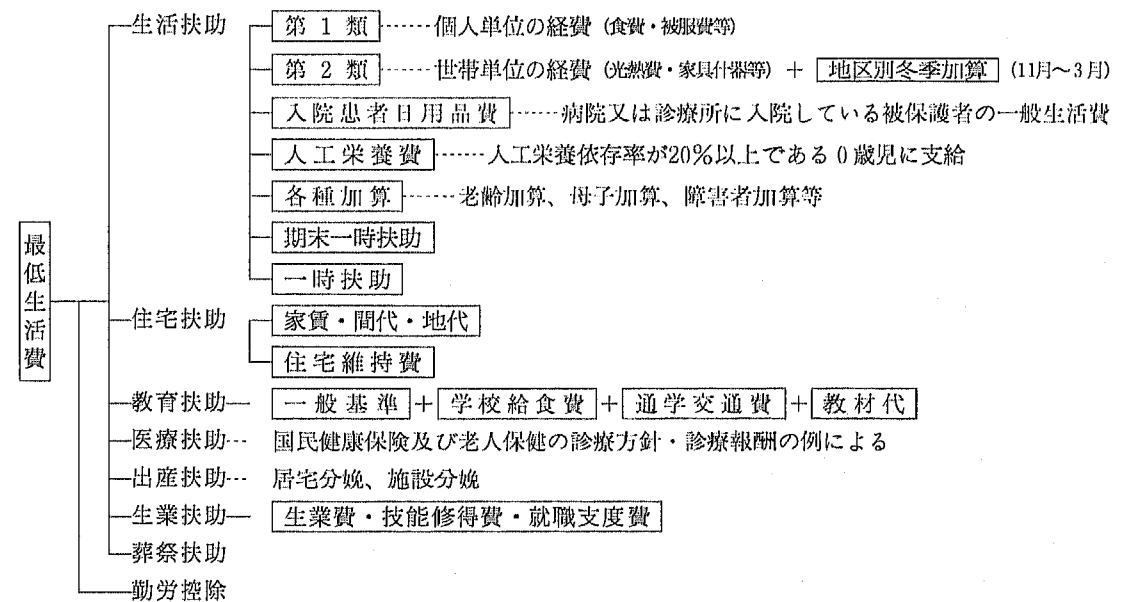 生活扶助 第1類 ……個人単位の経費(食費・被服費等)
第2類 ……世帯単位の経費(光熱費・家具什器等) + 地区別冬季加算 (11月~3月)
入院患者日用品費 ……病院又は診療所に入院している被保護者の一般生活費
人工栄養費 ……人工栄養依存率が20%以上である0歳児に支給
各種加算 ……老齢加算、母子加算、障害者加算等
期末一時扶助
一時扶助
最低生活費
住宅扶助 家賃・間代・地代
住宅維持費
教育扶助 一般基準 + 学校給食費 + 通学交通費 + 教材代
医療扶助… 国民健康保険及び老人保健の診療方針・診療報酬の例による
出産扶助… 居宅分娩、施設分娩
生業扶助 生業費・技能修得費・就職支度費
葬祭扶助
勤労控除